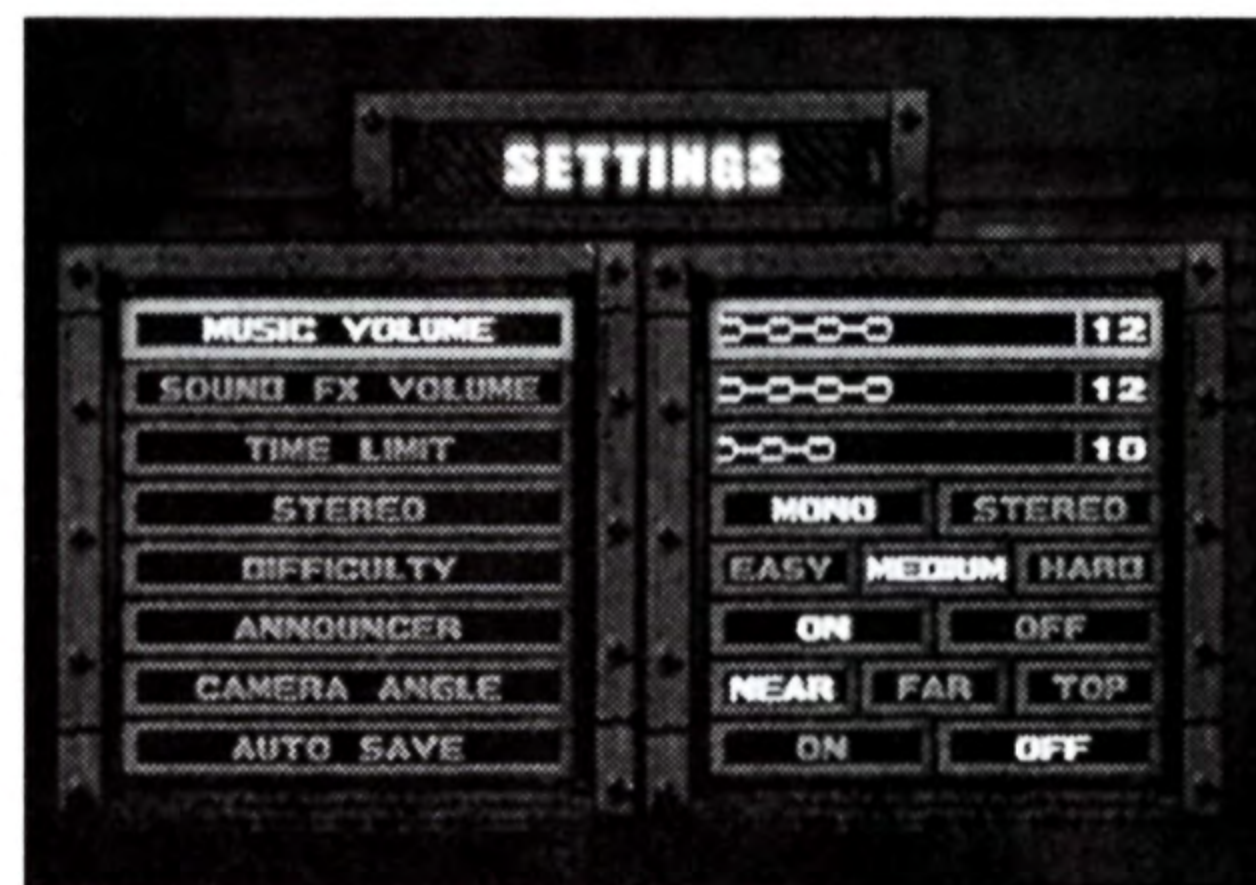 SETTINGS
MUSIC VOLUME 12
SOUND FX VOLUME 12
TIME LIMIT 10
STEREO MONO STEREO
DIFFICULTY EASY MEDIUM HARD
ANNOUNCER ON OFF
CAMERA ANGLE NEAR FAR TOP
AUTO SAVE ON OFF